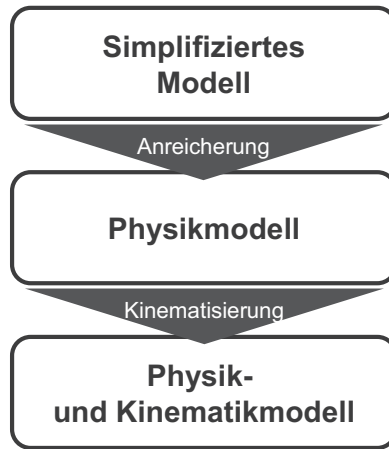 Simplifiziertes
Modell
Anreicherung
Physikmodell
Kinematisierung
Physik-
und Kinematikmodell